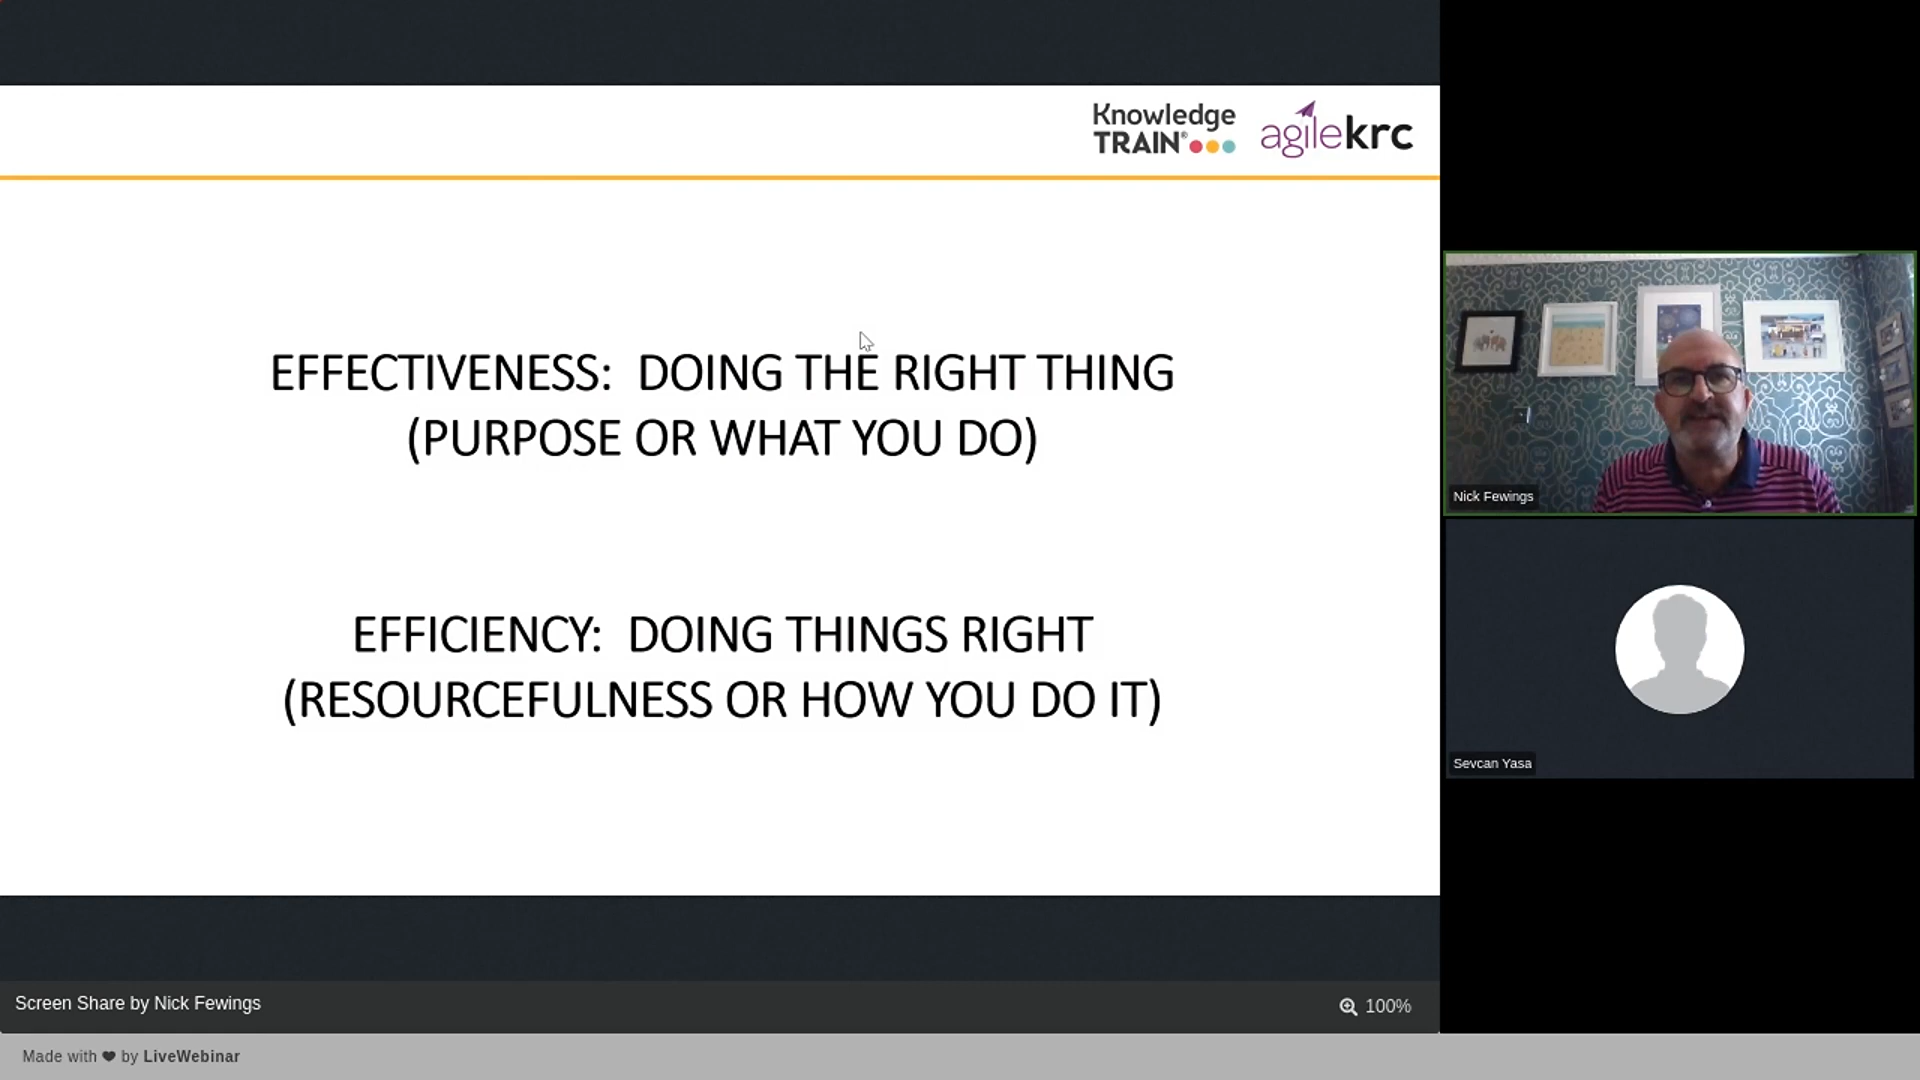 Knowledge
TRAIN®
agilekrc
EFFECTIVENESS: DOING THE RIGHT THING
(PURPOSE OR WHAT YOU DO)
EFFICIENCY: DOING THINGS RIGHT
(RESOURCEFULNESS OR HOW YOU DO IT)
Nick Fewings
Sevcan Yasa
Screen Share by Nick Fewings
100%
Made with ❤ by LiveWebinar